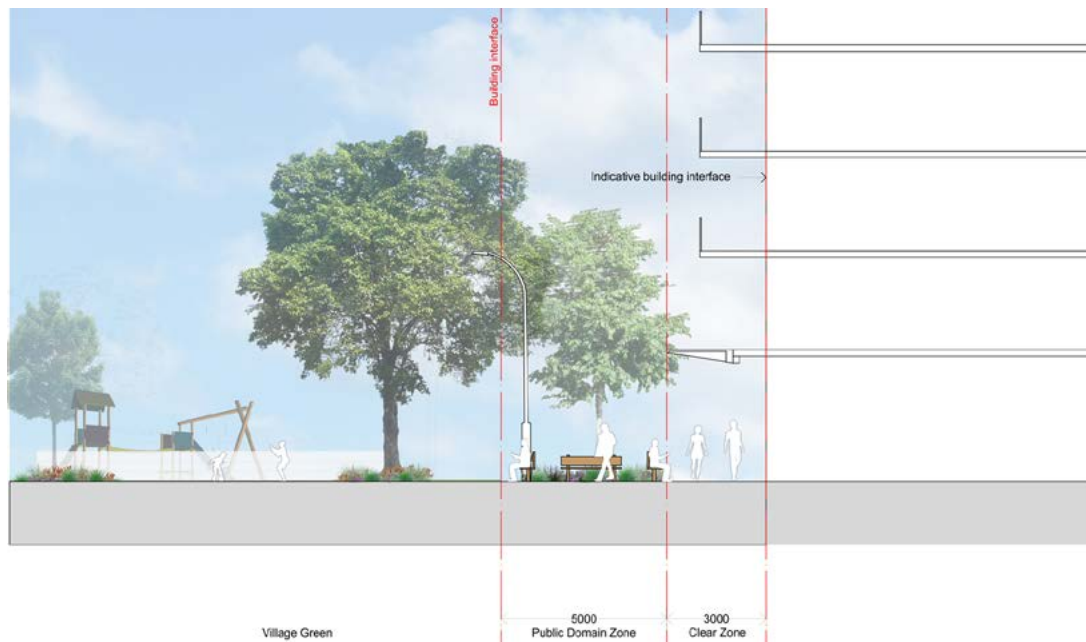 Building interface
Indicative building interface
5000
Public Domain Zone
3000
Clear Zone
Village Green